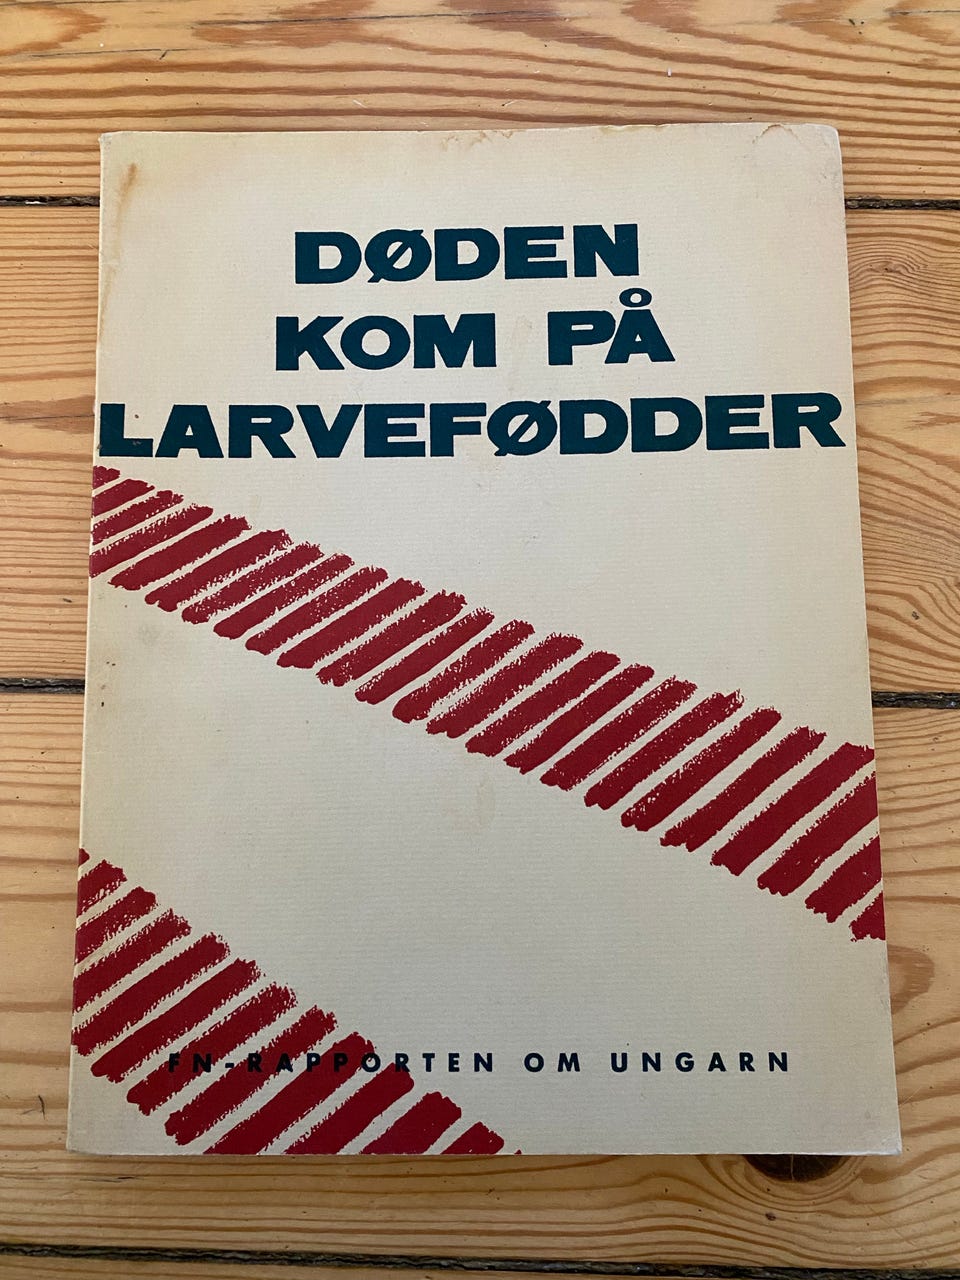 DØDEN
KOM PÅ
LARVEFØDDER
FN-RAPPORTEN OM UNGARN